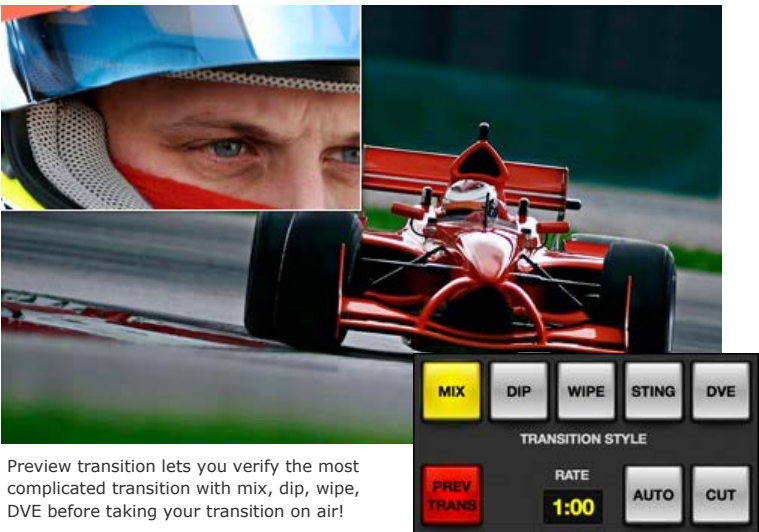 MIX DIP WIPE STING DVE
TRANSITION STYLE
PREV
TRANS
RATE
1:00
AUTO CUT
Preview transition lets you verify the most
complicated transition with mix, dip, wipe,
DVE before taking your transition on air!